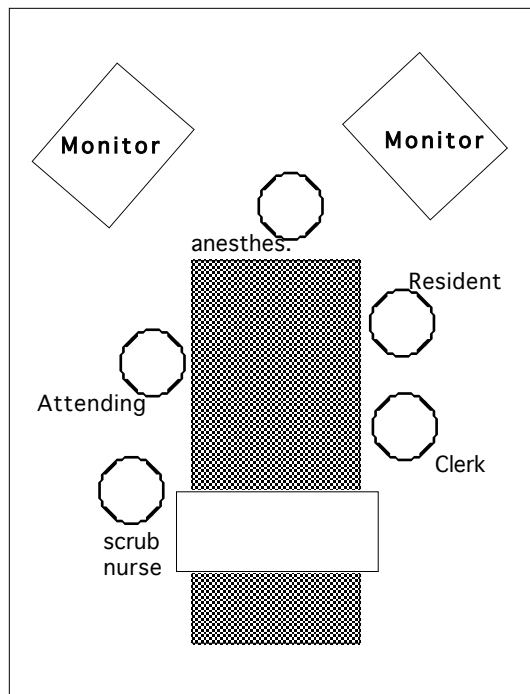 Monitor
Monitor
anesthes.
Resident
Attending
Clerk
scrub
nurse